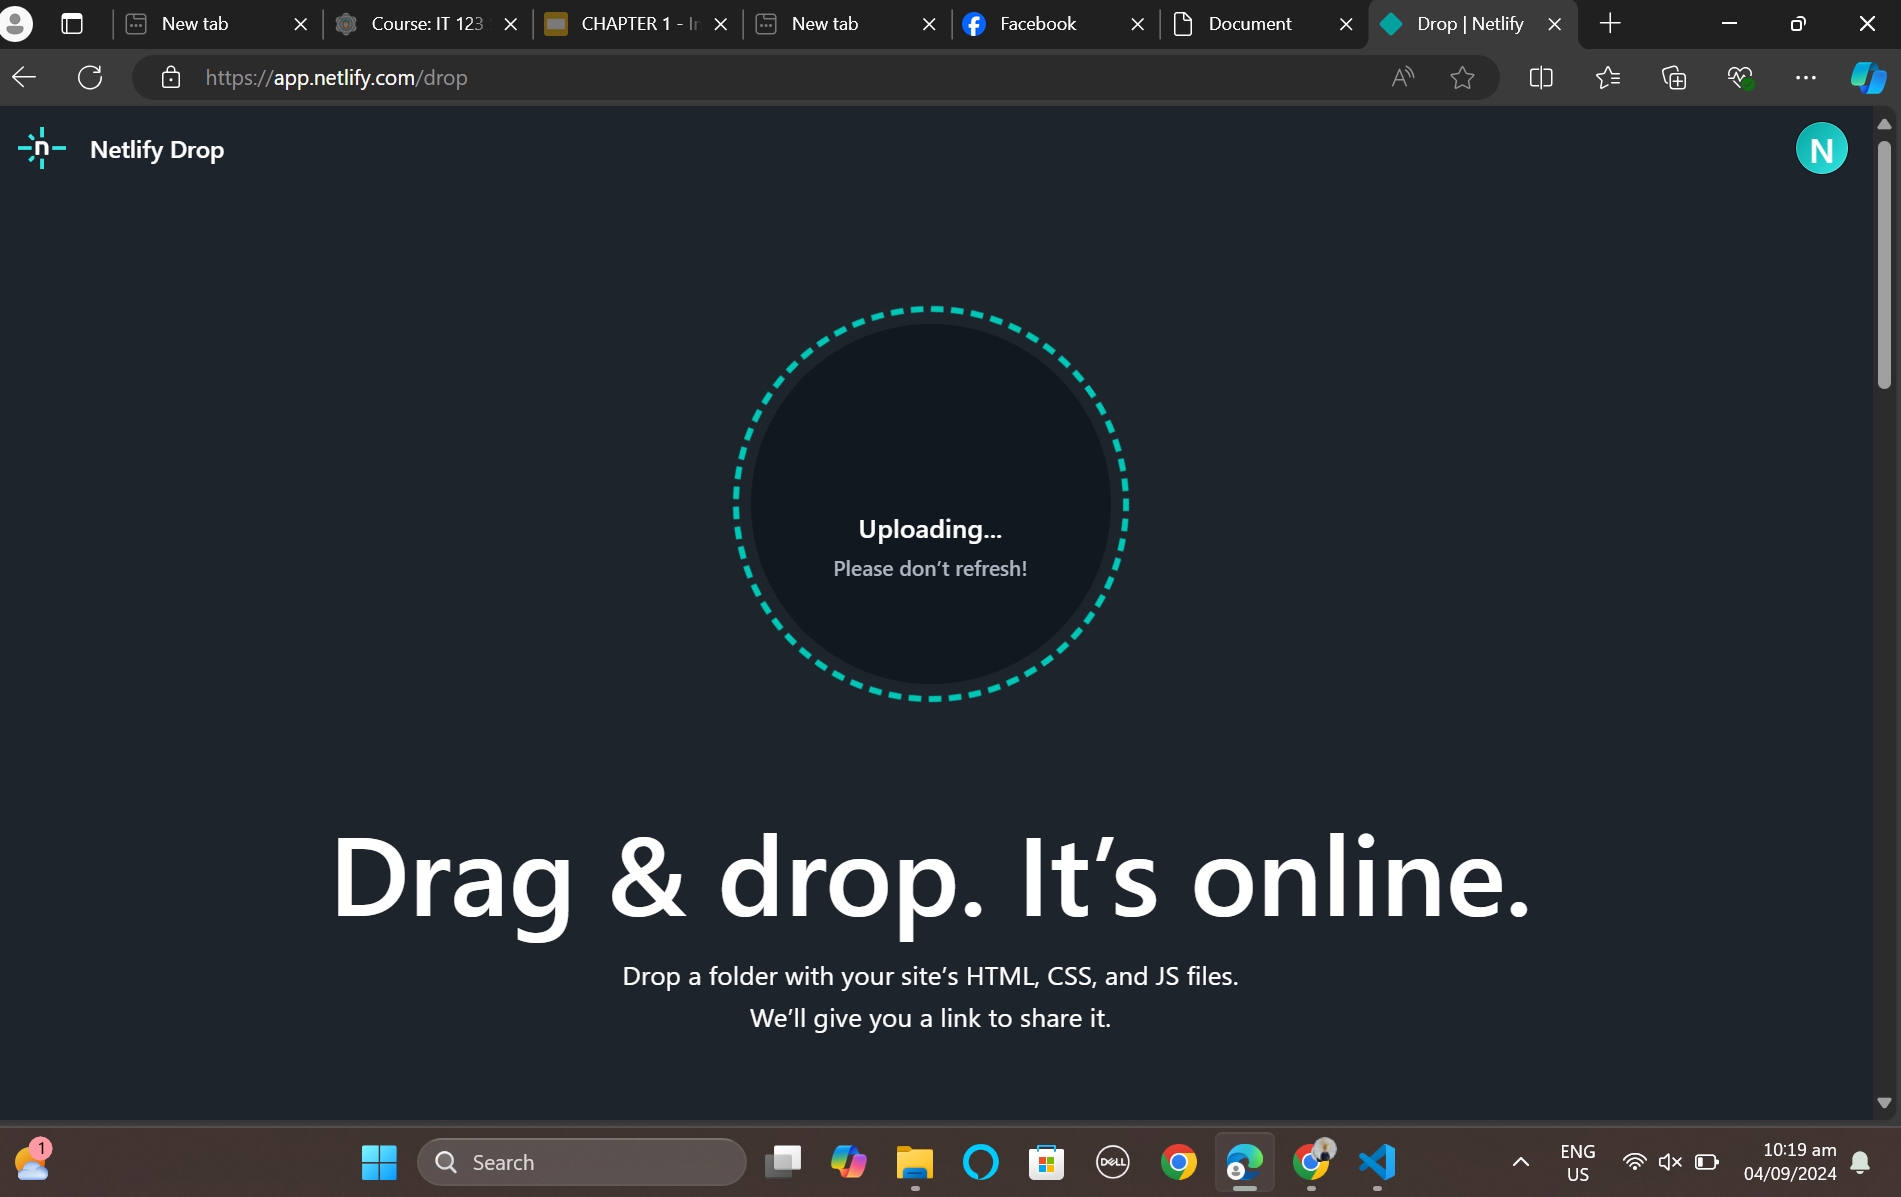 New tab
Course: IT 123
CHAPTER 1 - In
New tab
Facebook
Document
Drop | Netlify
https://app.netlify.com/drop
n
Netlify Drop
N
Uploading...
Please don’t refresh!
Drag & drop. It’s online.
Drop a folder with your site’s HTML, CSS, and JS files.
We’ll give you a link to share it.
1
Search
DELL
ENG
US
10:19 am
04/09/2024